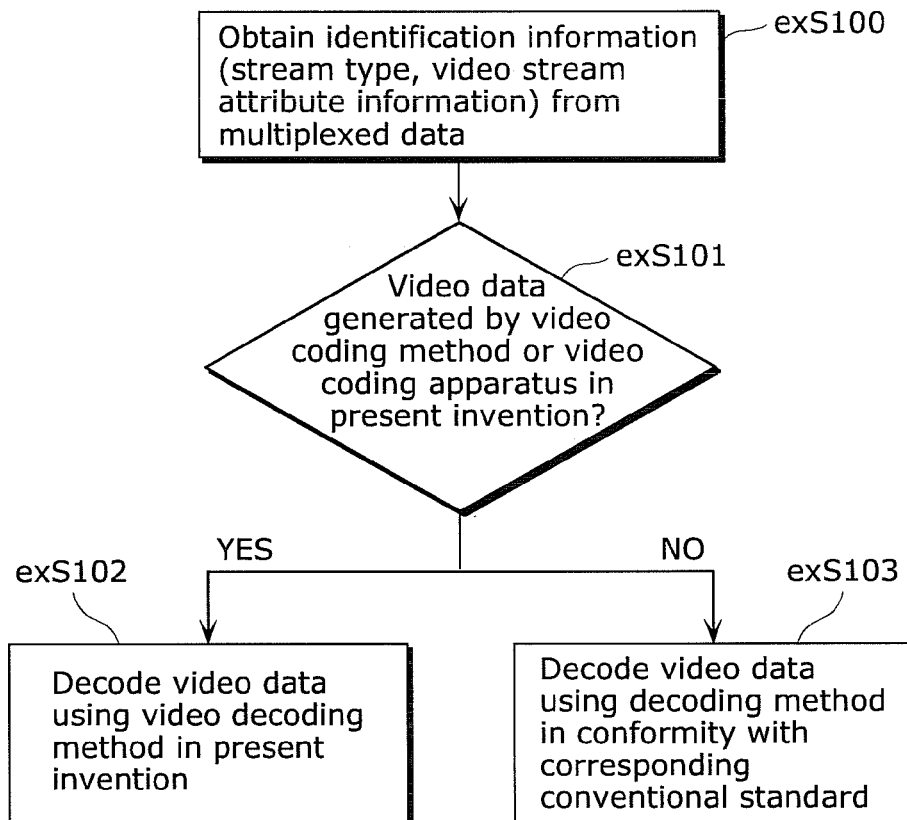 exS100
Obtain identification information
(stream type, video stream
attribute information) from
multiplexed data
exS101
Video data
generated by video
coding method or video
coding apparatus in
present invention?
YES
NO
exS102
exS103
Decode video data
using video decoding
method in present
invention
Decode video data
using decoding method
in conformity with
corresponding
conventional standard